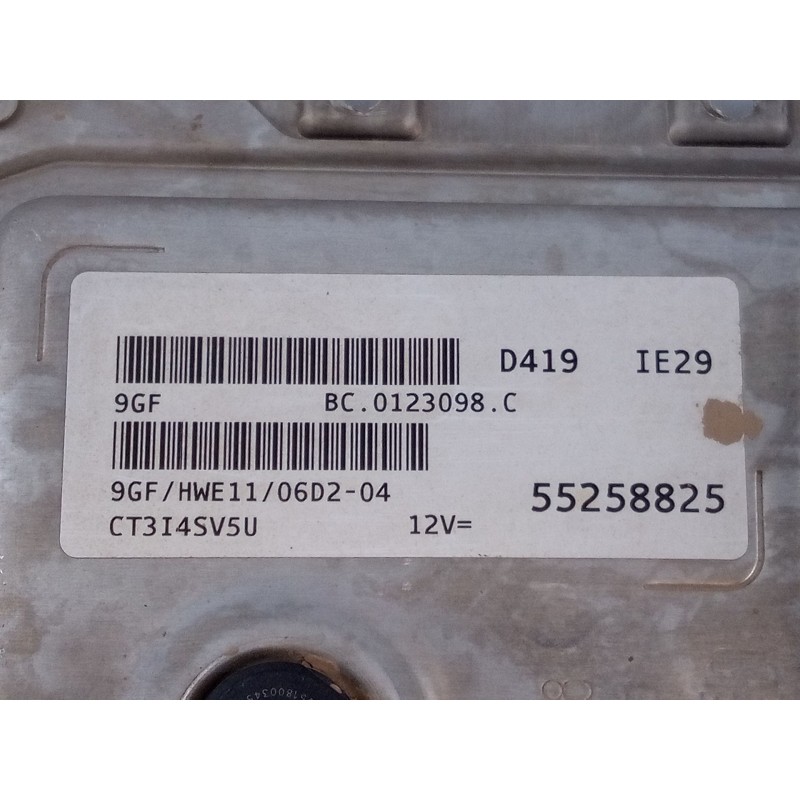 D419 IE29
9GF BC.0123098.C
9GF/HWE11/06D2-04
55258825
CT3I4SV5U 12V=